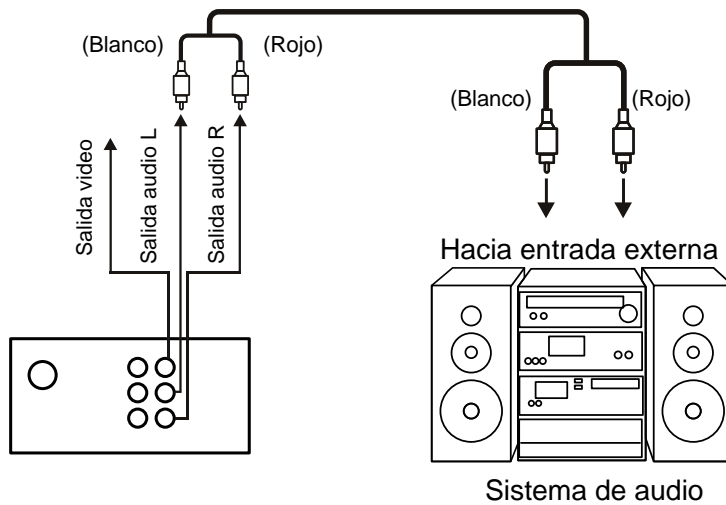 (Blanco)
(Rojo)
(Blanco)
(Rojo)
Salida video
Salida audio L
Salida audio R
Hacia entrada externa
Sistema de audio